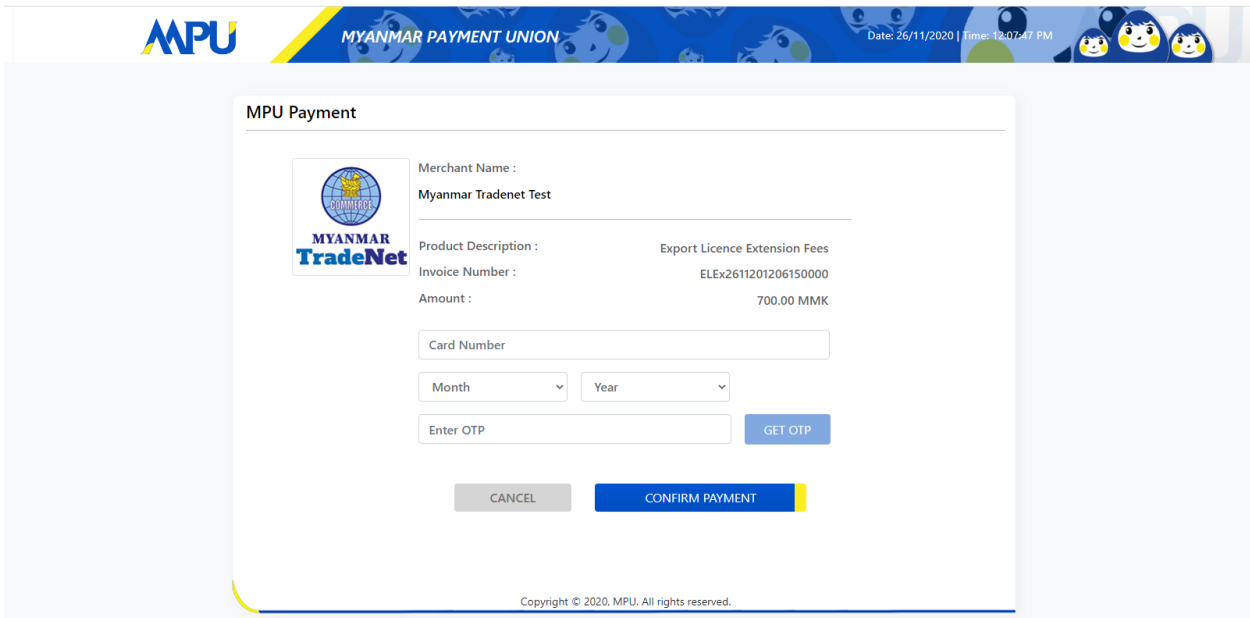 MPU
MYANMAR PAYMENT UNION
Date: 26/11/2020 | Time: 12:07:47 PM
MPU Payment
COMMERCE
MYANMAR
TradeNet
Merchant Name :
Myanmar Tradenet Test
Product Description : Export Licence Extension Fees
Invoice Number : ELEx2611201206150000
Amount : 700.00 MMK
Card Number
Month Year
Enter OTP GET OTP
CANCEL CONFIRM PAYMENT
Copyright © 2020, MPU. All rights reserved.